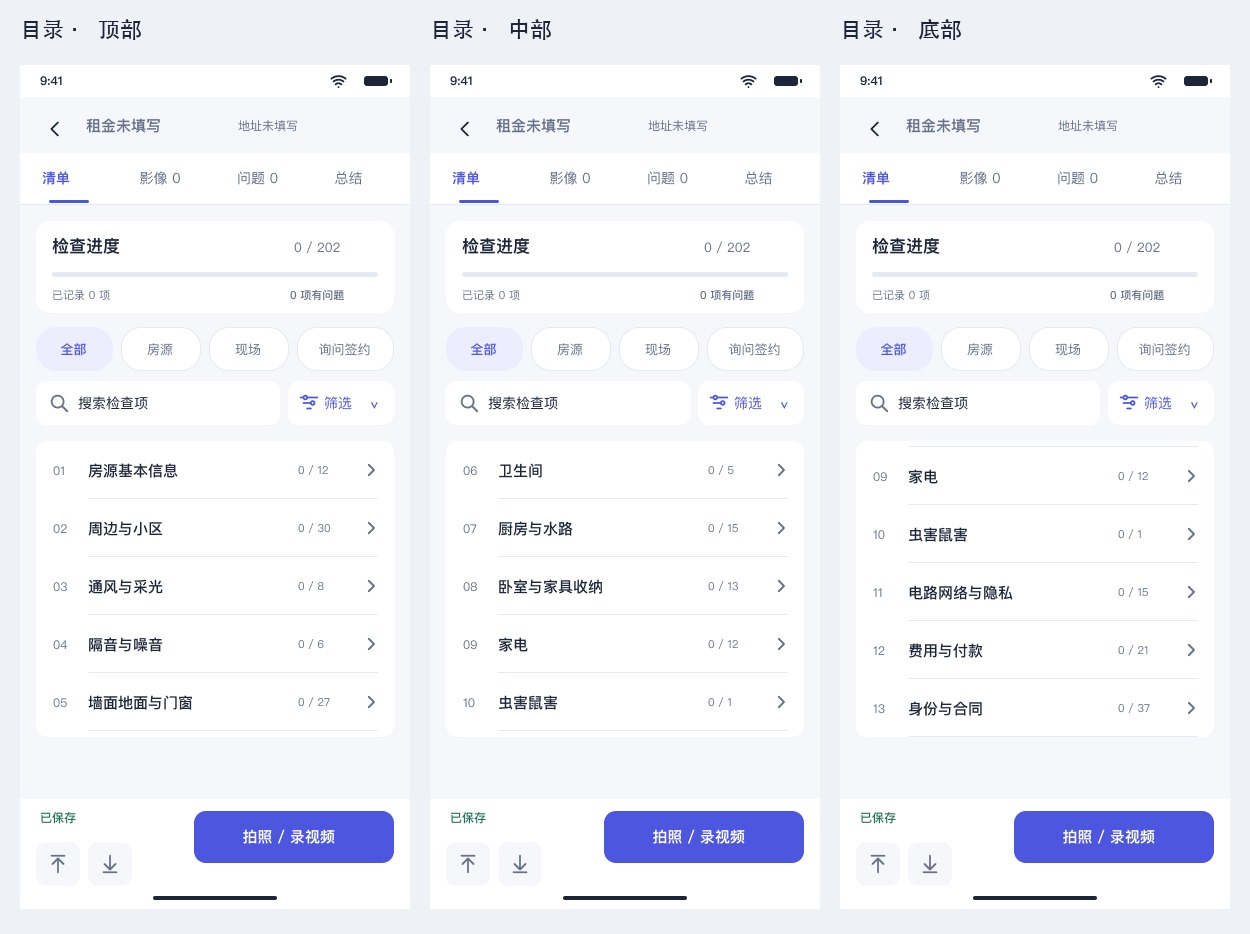 目录 · 顶部
9:41
租金未填写 地址未填写
清单 影像 0 问题 0 总结
检查进度 0 / 202
已记录 0 项 0 项有问题
全部 房源 现场 询问签约
搜索检查项 筛选
01 房源基本信息 0 / 12
02 周边与小区 0 / 30
03 通风与采光 0 / 8
04 隔音与噪音 0 / 6
05 墙面地面与门窗 0 / 27
已保存
拍照 / 录视频
目录 · 中部
9:41
租金未填写 地址未填写
清单 影像 0 问题 0 总结
检查进度 0 / 202
已记录 0 项 0 项有问题
全部 房源 现场 询问签约
搜索检查项 筛选
06 卫生间 0 / 5
07 厨房与水路 0 / 15
08 卧室与家具收纳 0 / 13
09 家电 0 / 12
10 虫害鼠害 0 / 1
已保存
拍照 / 录视频
目录 · 底部
9:41
租金未填写 地址未填写
清单 影像 0 问题 0 总结
检查进度 0 / 202
已记录 0 项 0 项有问题
全部 房源 现场 询问签约
搜索检查项 筛选
09 家电 0 / 12
10 虫害鼠害 0 / 1
11 电路网络与隐私 0 / 15
12 费用与付款 0 / 21
13 身份与合同 0 / 37
已保存
拍照 / 录视频